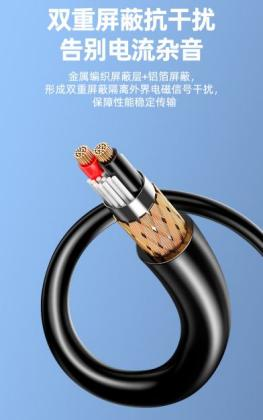 双重屏蔽抗干扰
告别电流杂音
金属编织屏蔽层+铝箔屏蔽，
形成双重屏蔽隔离外界电磁信号干扰，
保障性能稳定传输